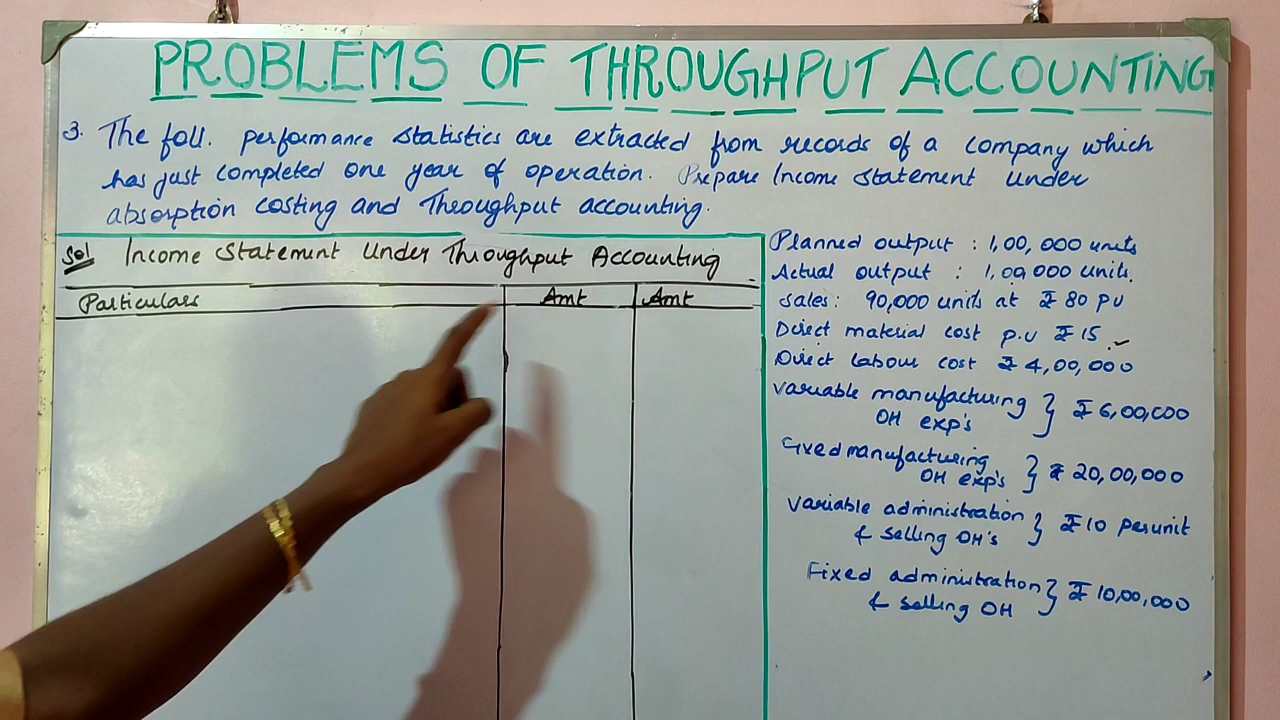 PROBLEMS OF THROUGHPUT ACCOUNTING
3. The foll. performance statistics are extracted from records of a company which
has just completed one year of operation. Prepare Income statement under
absorption costing and Throughput accounting.
Sol Income Statement Under Throughput Accounting
Particulars Amt Amt
Planned output : 1,00,000 units
Actual output : 1,00,000 units.
Sales: 90,000 units at ₹ 80 PU
Direct material cost p.u ₹ 15
Direct labour cost ₹ 4,00,000
Variable manufacturing
OH exp's } ₹ 6,00,000
Fixed manufacturing
OH exp's } ₹ 20,00,000
Variable administration
& selling OH's } ₹ 10 per unit
Fixed administration
& selling OH } ₹ 10,00,000